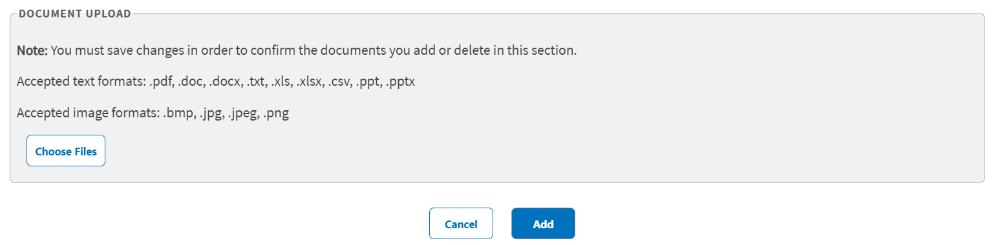 DOCUMENT UPLOAD
Note: You must save changes in order to confirm the documents you add or delete in this section.
Accepted text formats: .pdf, .doc, .docx, .txt, .xls, .xlsx, .csv, .ppt, .pptx
Accepted image formats: .bmp, .jpg, .jpeg, .png
Choose Files
Cancel Add